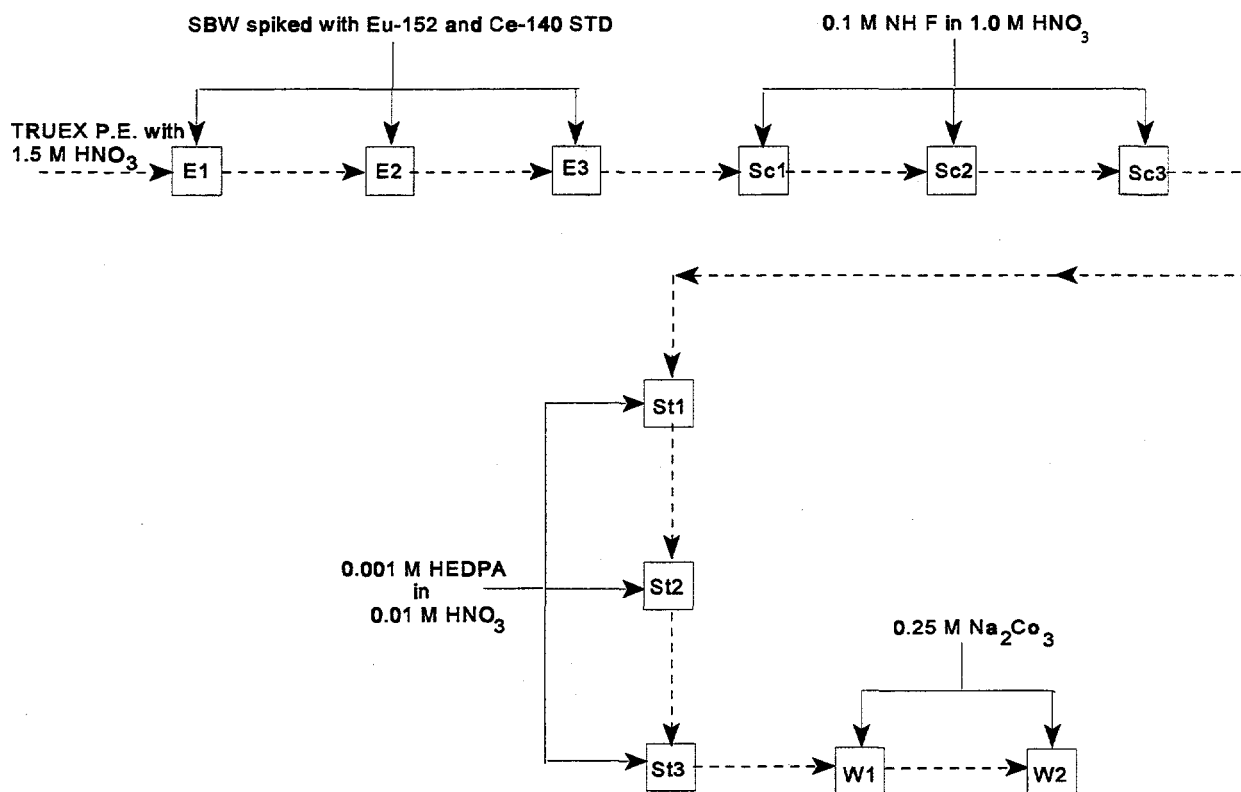 SBW spiked with Eu-152 and Ce-140 STD
0.1 M NH F in 1.0 M HNO3
TRUEX P.E. with
1.5 M HNO3
E1
E2
E3
Sc1
Sc2
Sc3
St1
0.001 M HEDPA
in
0.01 M HNO3
St2
0.25 M Na2Co3
St3
W1
W2